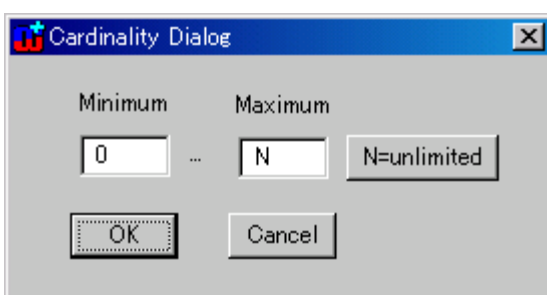 Cardinality Dialog
Minimum Maximum
0 ... N N=unlimited
OK Cancel